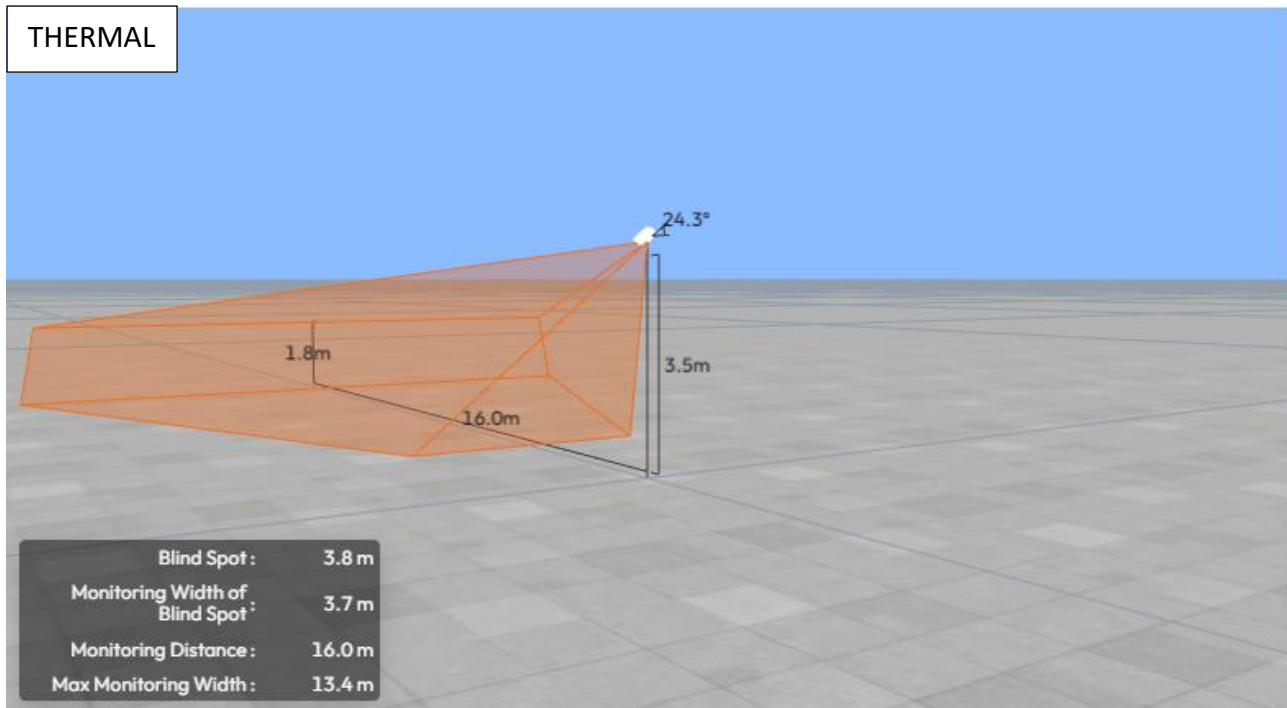 THERMAL
24.3°
1.8m
3.5m
16.0m
Blind Spot : 3.8 m
Monitoring Width of
Blind Spot : 3.7 m
Monitoring Distance : 16.0 m
Max Monitoring Width : 13.4 m